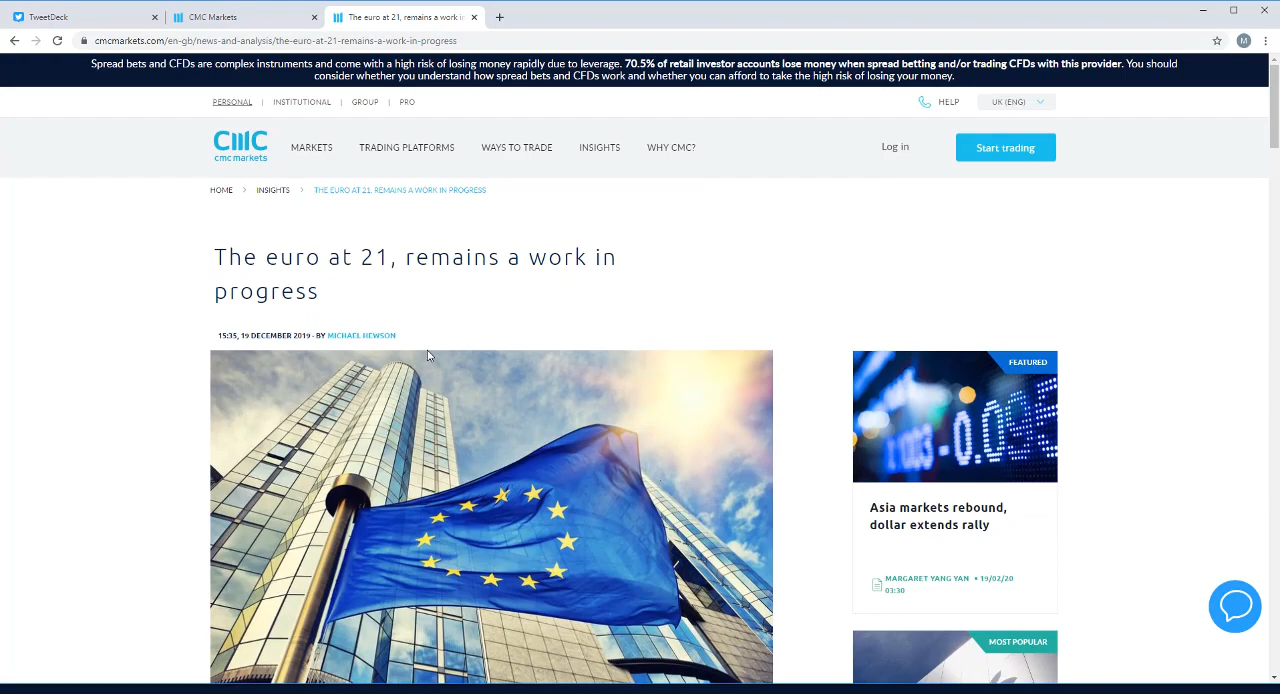 TweetDeck
CMC Markets
The euro at 21, remains a work in
cmcmarkets.com/en-gb/news-and-analysis/the-euro-at-21-remains-a-work-in-progress
M
Spread bets and CFDs are complex instruments and come with a high risk of losing money rapidly due to leverage. 70.5% of retail investor accounts lose money when spread betting and/or trading CFDs with this provider. You should
consider whether you understand how spread bets and CFDs work and whether you can afford to take the high risk of losing your money.
PERSONAL | INSTITUTIONAL | GROUP | PRO
HELP
UK (ENG)
cmc
cmc markets
MARKETS
TRADING PLATFORMS
WAYS TO TRADE
INSIGHTS
WHY CMC?
Log in
Start trading
HOME > INSIGHTS > THE EURO AT 21, REMAINS A WORK IN PROGRESS
The euro at 21, remains a work in
progress
15:35, 19 DECEMBER 2019 - BY MICHAEL HEWSON
FEATURED
Asia markets rebound,
dollar extends rally
MARGARET YANG YAN • 19/02/20
03:30
MOST POPULAR